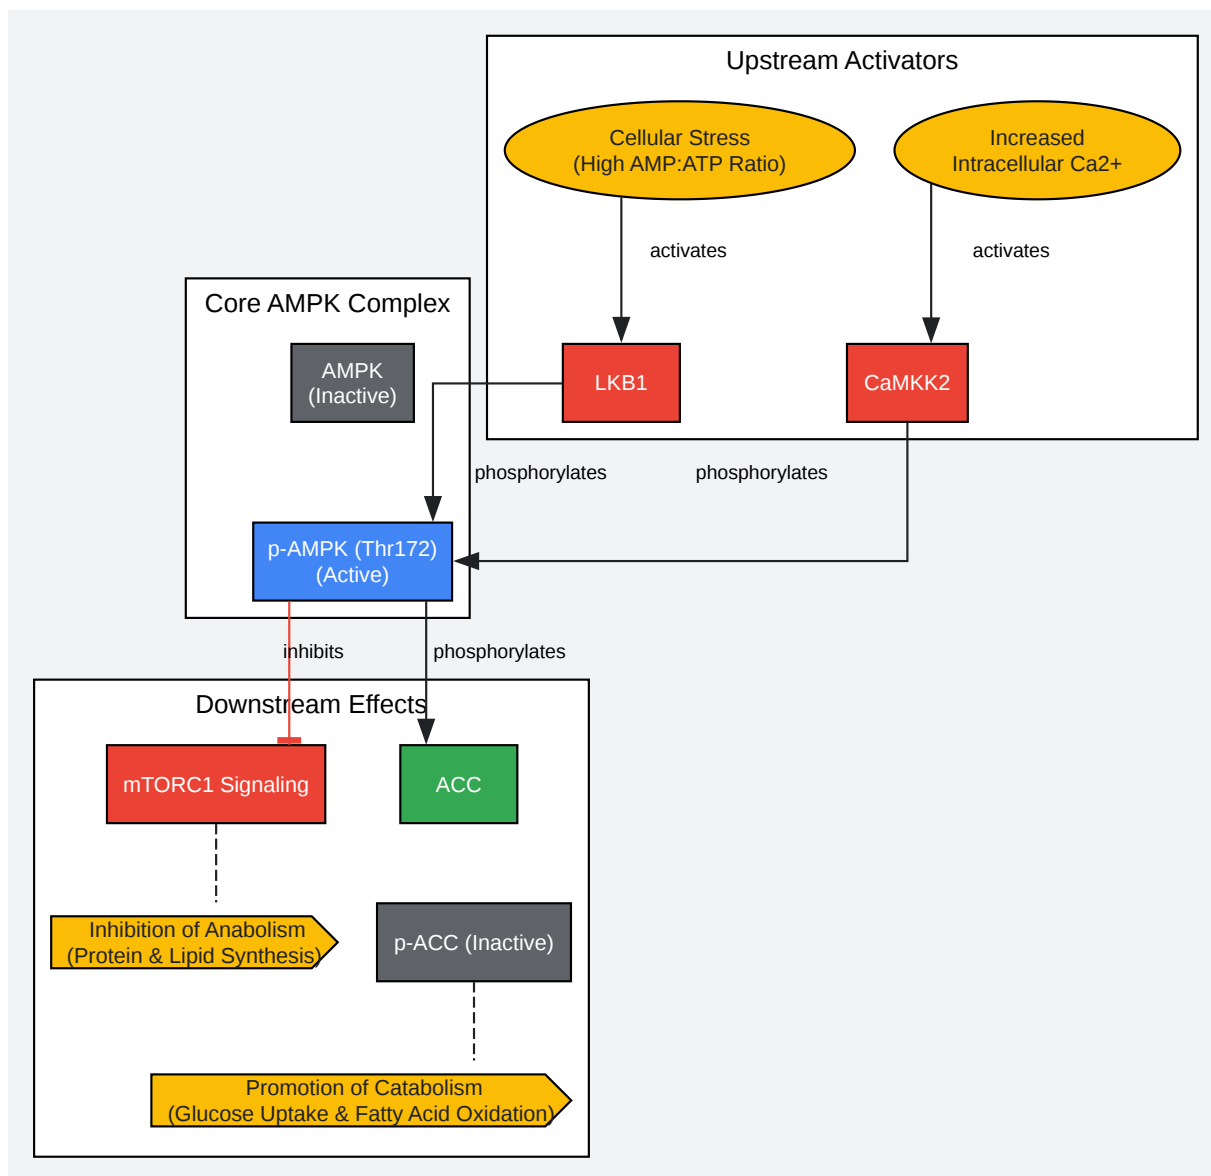 Upstream Activators
Cellular Stress
(High AMP:ATP Ratio)
Increased
Intracellular Ca2+
activates
activates
Core AMPK Complex
AMPK
(Inactive)
LKB1
CaMKK2
phosphorylates
phosphorylates
p-AMPK (Thr172)
(Active)
inhibits
phosphorylates
Downstream Effects
mTORC1 Signaling
ACC
Inhibition of Anabolism
(Protein & Lipid Synthesis)
p-ACC (Inactive)
Promotion of Catabolism
(Glucose Uptake & Fatty Acid Oxidation)